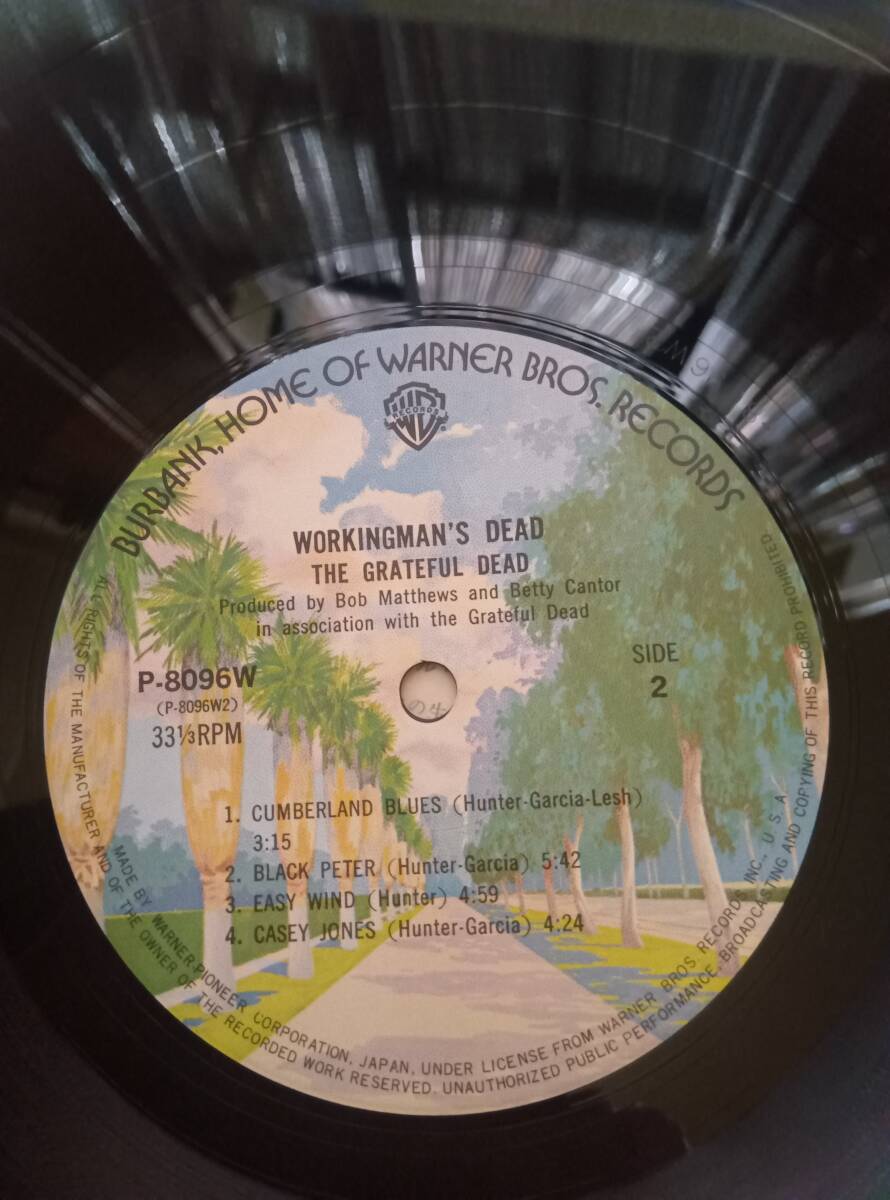 BURBANK, HOME OF WARNER BROS. RECORDS
RECORDS
WORKINGMAN'S DEAD
THE GRATEFUL DEAD
Produced by Bob Matthews and Betty Cantor
in association with the Grateful Dead
P-8096W
(P-8096W2)
33⅓RPM
SIDE
2
1. CUMBERLAND BLUES (Hunter-Garcia-Lesh)
3:15
2. BLACK PETER (Hunter-Garcia) 5:42
3. EASY WIND (Hunter) 4:59
4. CASEY JONES (Hunter-Garcia) 4:24
MADE BY WARNER-PIONEER CORPORATION, JAPAN, UNDER LICENSE FROM WARNER BROS. RECORDS INC., U.S.A.
ALL RIGHTS OF THE MANUFACTURER AND OF THE OWNER OF THE RECORDED WORK RESERVED. UNAUTHORIZED PUBLIC PERFORMANCE, BROADCASTING AND COPYING OF THIS RECORD PROHIBITED.